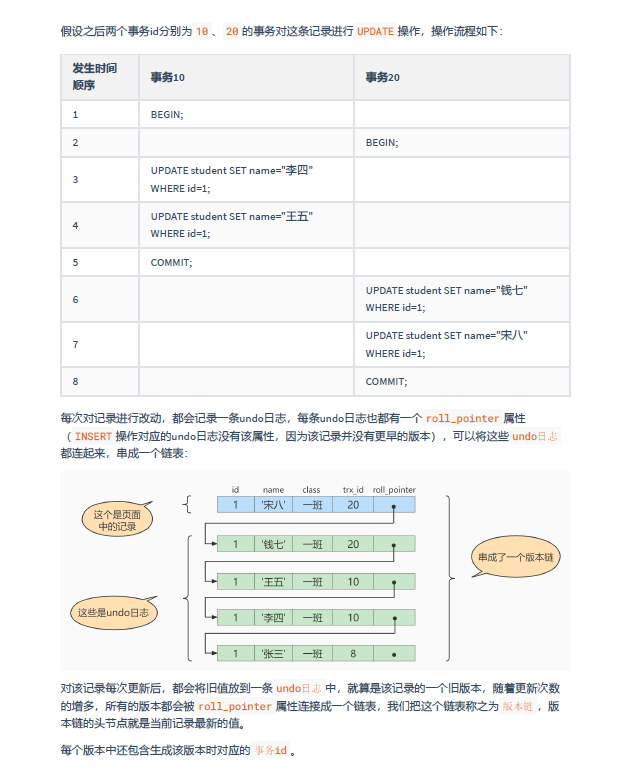 假设之后两个事务id分别为 10 、 20 的事务对这条记录进行 UPDATE 操作，操作流程如下：
发生时间
顺序
事务10
事务20
1
BEGIN;
2
BEGIN;
3
UPDATE student SET name="李四"
WHERE id=1;
4
UPDATE student SET name="王五"
WHERE id=1;
5
COMMIT;
6
UPDATE student SET name="钱七"
WHERE id=1;
7
UPDATE student SET name="宋八"
WHERE id=1;
8
COMMIT;
每次对记录进行改动，都会记录一条undo日志，每条undo日志也都有一个 roll_pointer 属性
（ INSERT 操作对应的undo日志没有该属性，因为该记录并没有更早的版本），可以将这些 undo日志
都连起来，串成一个链表：
id name class trx_id roll_pointer
1 '宋八' 一班 20
这个是页面
中的记录
1 '钱七' 一班 20
1 '王五' 一班 10
1 '李四' 一班 10
1 '张三' 一班 8
这些是undo日志
串成了一个版本链
对该记录每次更新后，都会将旧值放到一条 undo日志 中，就算是该记录的一个旧版本，随着更新次数
的增多，所有的版本都会被 roll_pointer 属性连接成一个链表，我们把这个链表称之为 版本链 ，版
本链的头节点就是当前记录最新的值。
每个版本中还包含生成该版本时对应的 事务id 。